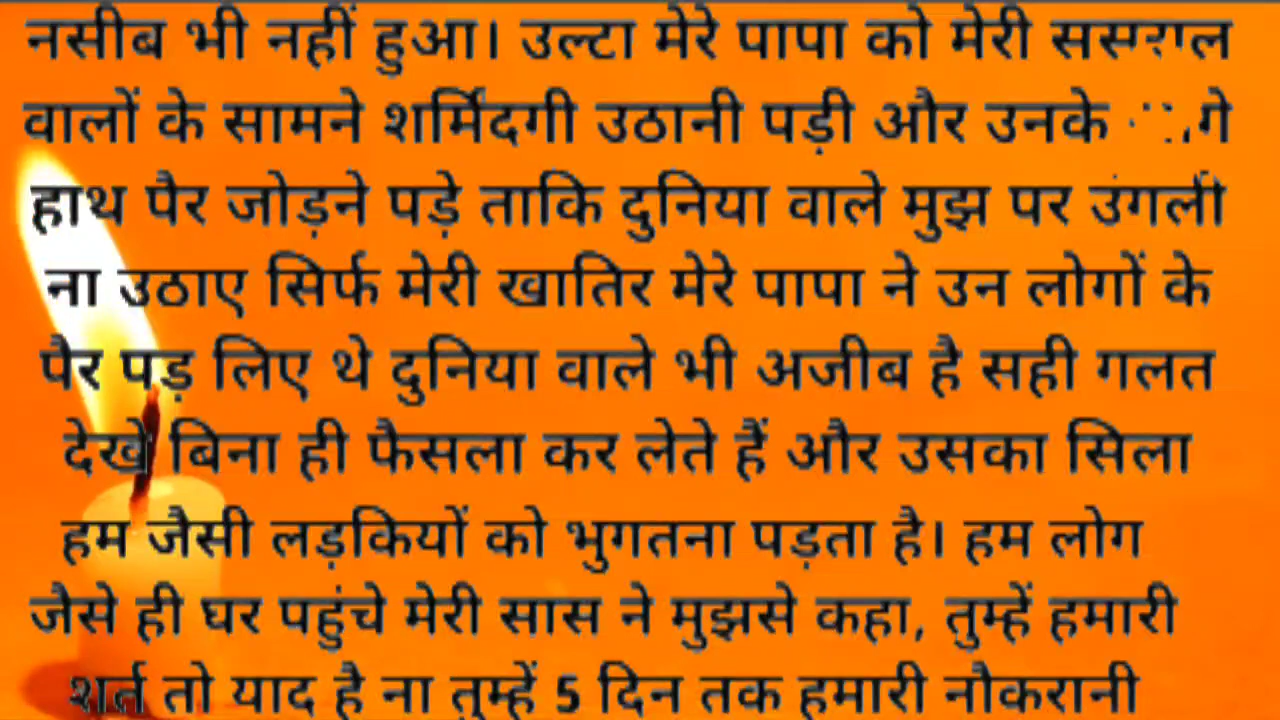 नसीब भी नहीं हुआ। उल्टा मेरे पापा को मेरी ससुराल
वालों के सामने शर्मिंदगी उठानी पड़ी और उनके
हाथ पैर जोड़ने पड़े ताकि दुनिया वाले मुझ पर उंगली
ना उठाए सिर्फ मेरी खातिर मेरे पापा ने उन लोगों के
पैर पड़ लिए थे दुनिया वाले भी अजीब है सही गलत
देखे बिना ही फैसला कर लेते हैं और उसका सिला
हम जैसी लड़कियों को भुगतना पड़ता है। हम लोग
जैसे ही घर पहुंचे मेरी सास ने मुझसे कहा, तुम्हें हमारी
शर्त तो याद है ना तुम्हें 5 दिन तक हमारी नौकरानी